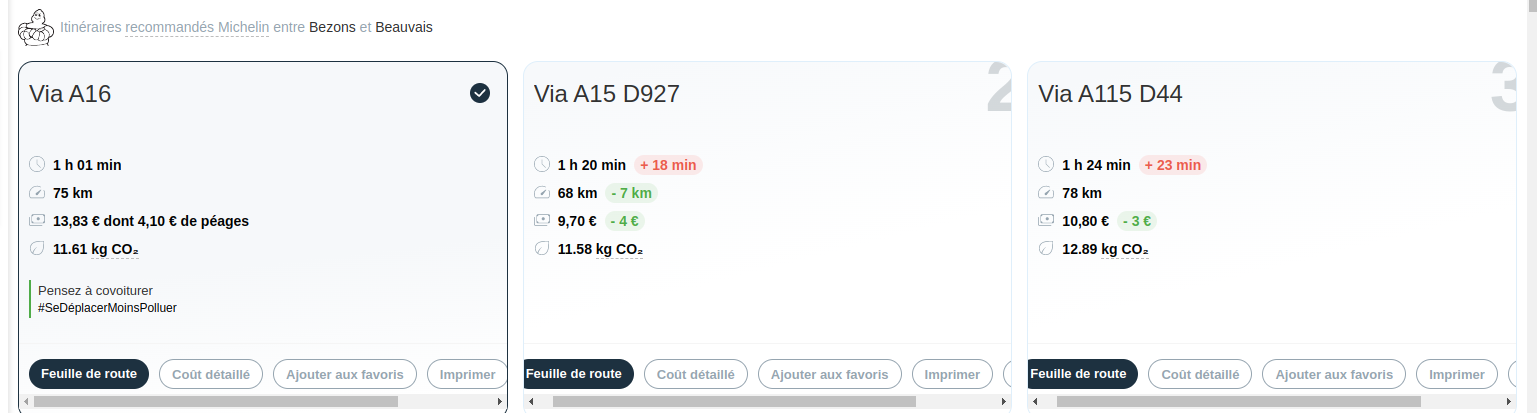 Itinéraires recommandés Michelin entre Bezons et Beauvais
Via A16
1 h 01 min
75 km
13,83 € dont 4,10 € de péages
11.61 kg CO₂
Pensez à covoiturer
#SeDéplacerMoinsPolluer
Feuille de route
Coût détaillé
Ajouter aux favoris
Imprimer
2
Via A15 D927
1 h 20 min + 18 min
68 km - 7 km
9,70 € - 4 €
11.58 kg CO₂
Feuille de route
Coût détaillé
Ajouter aux favoris
Imprimer
3
Via A115 D44
1 h 24 min + 23 min
78 km
10,80 € - 3 €
12.89 kg CO₂
Feuille de route
Coût détaillé
Ajouter aux favoris
Imprimer